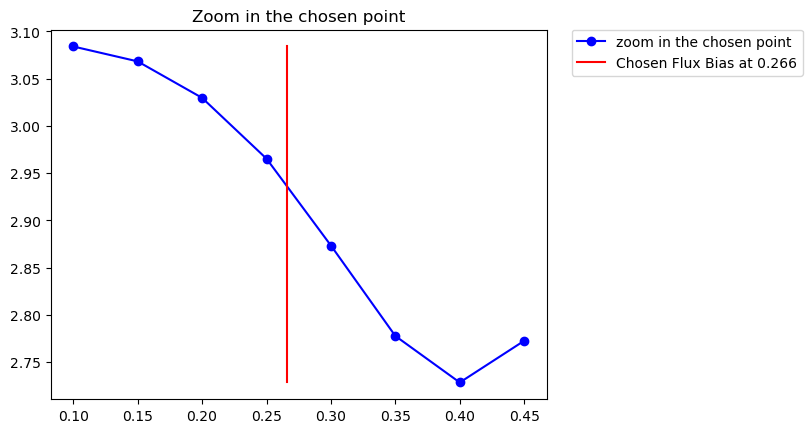 Zoom in the chosen point
zoom in the chosen point
Chosen Flux Bias at 0.266
3.10
3.05
3.00
2.95
2.90
2.85
2.80
2.75
0.10 0.15 0.20 0.25 0.30 0.35 0.40 0.45